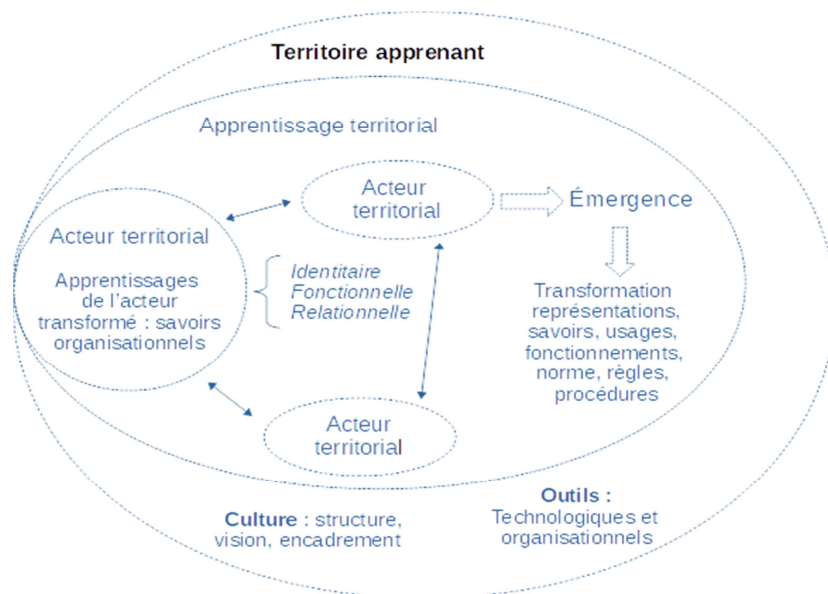 Territoire apprenant
Apprentissage territorial
Acteur
territorial
Émergence
Acteur territorial
Apprentissages
de l'acteur
transformé : savoirs
organisationnels
Identitaire
Fonctionnelle
Relationnelle
Transformation
représentations,
savoirs, usages,
fonctionnements,
norme, règles,
procédures
Acteur
territorial
Culture : structure,
vision, encadrement
Outils :
Technologiques et
organisationnels